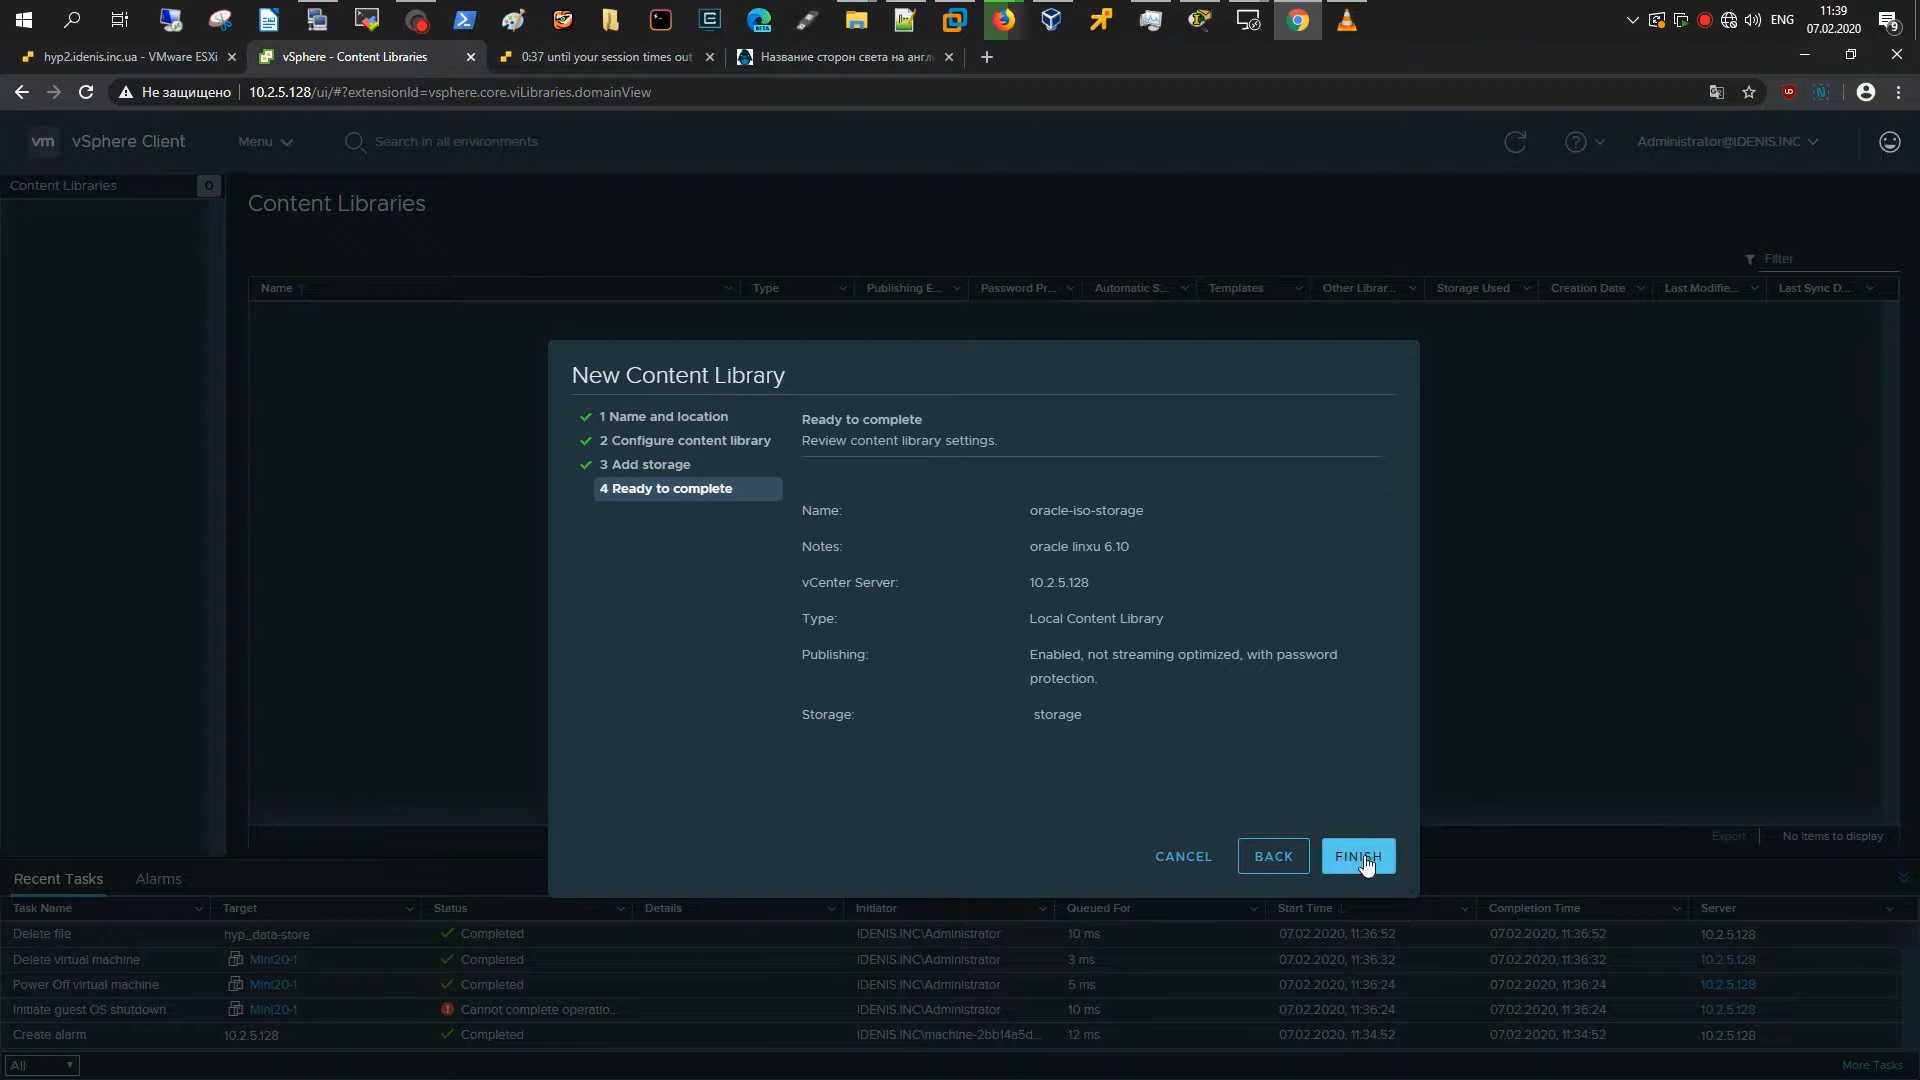 ENG
11:39
07.02.2020
9
hyp2.idenis.inc.ua - VMware ESXi
vSphere - Content Libraries
0:37 until your session times out
Название сторон света на англ
Не защищено
10.2.5.128/ui/#?extensionId=vsphere.core.viLibraries.domainView
vm vSphere Client
Menu
Search in all environments
Administrator@IDENIS.INC
Content Libraries
0
Content Libraries
Filter
Name Type Publishing E... Password Pr... Automatic S... Templates Other Librar... Storage Used Creation Date Last Modifie... Last Sync D...
New Content Library
1 Name and location
2 Configure content library
3 Add storage
4 Ready to complete
Ready to complete
Review content library settings.
Name: oracle-iso-storage
Notes: oracle linxu 6.10
vCenter Server: 10.2.5.128
Type: Local Content Library
Publishing: Enabled, not streaming optimized, with password
protection.
Storage: storage
CANCEL BACK FINISH
Export No items to display
Recent Tasks Alarms
Task Name Target Status Details Initiator Queued For Start Time Completion Time Server
Delete file hyp_data-store Completed IDENIS.INC\Administrator 10 ms 07.02.2020, 11:36:52 07.02.2020, 11:36:52 10.2.5.128
Delete virtual machine Mini20-1 Completed IDENIS.INC\Administrator 3 ms 07.02.2020, 11:36:32 07.02.2020, 11:36:32 10.2.5.128
Power Off virtual machine Mini20-1 Completed IDENIS.INC\Administrator 5 ms 07.02.2020, 11:36:24 07.02.2020, 11:36:24 10.2.5.128
Initiate guest OS shutdown Mini20-1 Cannot complete operatio... IDENIS.INC\Administrator 10 ms 07.02.2020, 11:36:24 07.02.2020, 11:36:24 10.2.5.128
Create alarm 10.2.5.128 Completed IDENIS.INC\machine-2bb14a5d... 12 ms 07.02.2020, 11:34:52 07.02.2020, 11:34:52 10.2.5.128
All
More Tasks